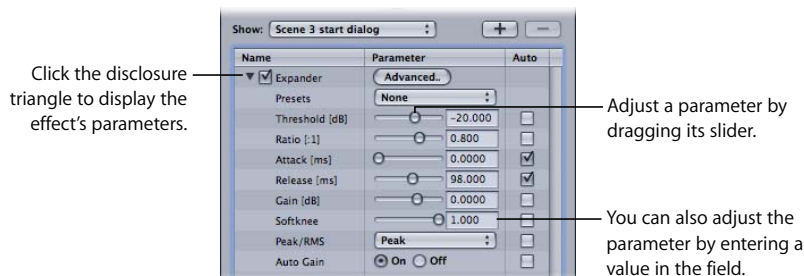 Show: Scene 3 start dialog
Name Parameter Auto
Expander Advanced..
Presets None
Threshold [dB] -20.000
Ratio [:1] 0.800
Attack [ms] 0.0000
Release [ms] 98.000
Gain [dB] 0.0000
Softknee 1.000
Peak/RMS Peak
Auto Gain On Off
Click the disclosure
triangle to display the
effect’s parameters.
Adjust a parameter by
dragging its slider.
You can also adjust the
parameter by entering a
value in the field.